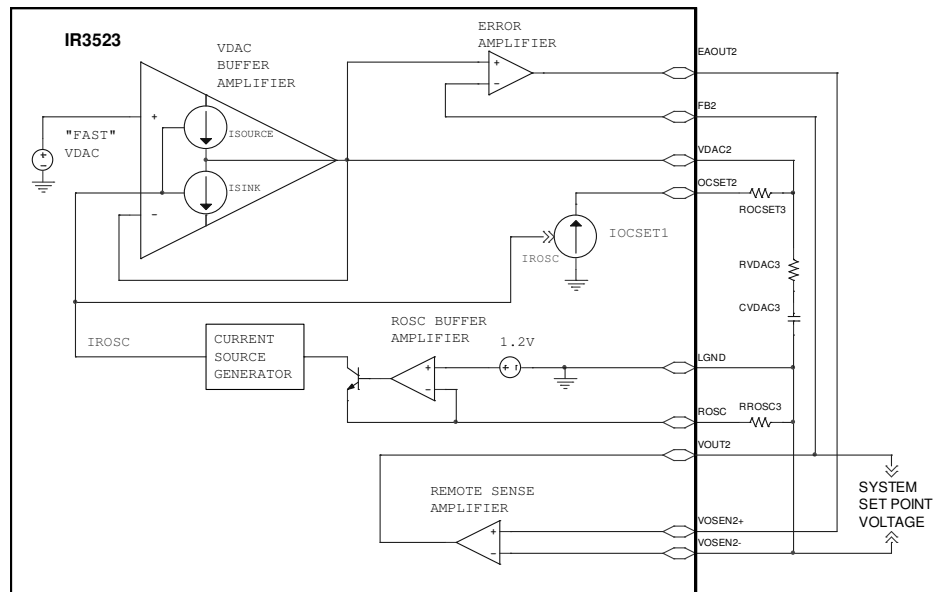 IR3523
VDAC
BUFFER
AMPLIFIER
ERROR
AMPLIFIER
EAOUT2
+
-
FB2
"FAST"
VDAC
+
-
+
ISOURCE
ISINK
-
VDAC2
OCSET2
ROCSET3
IOCSET1
IROSC
RVDAC3
CVDAC3
IROSC
CURRENT
SOURCE
GENERATOR
ROSC BUFFER
AMPLIFIER
+
-
1.2V
+ -
LGND
ROSC
RROSC3
VOUT2
SYSTEM
SET POINT
VOLTAGE
REMOTE SENSE
AMPLIFIER
+
-
VOSEN2+
VOSEN2-